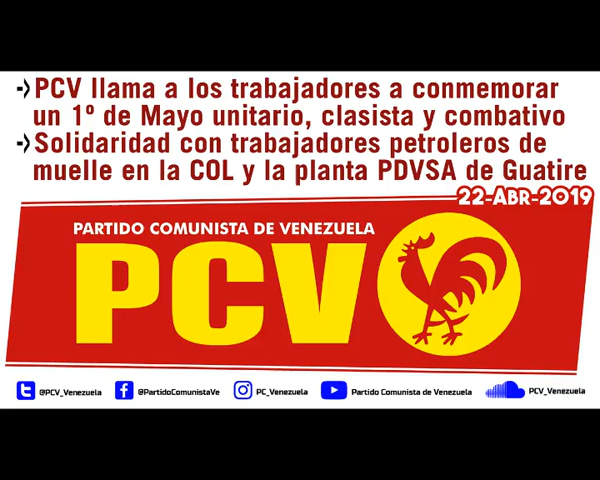 PCV llama a los trabajadores a conmemorar
un 1º de Mayo unitario, clasista y combativo
Solidaridad con trabajadores petroleros de
muelle en la COL y la planta PDVSA de Guatire
22-ABR-2019
PARTIDO COMUNISTA DE VENEZUELA
PCV
@PCV_Venezuela
@PartidoComunistaVe
PC_Venezuela
Partido Comunista de Venezuela
PCV_Venezuela